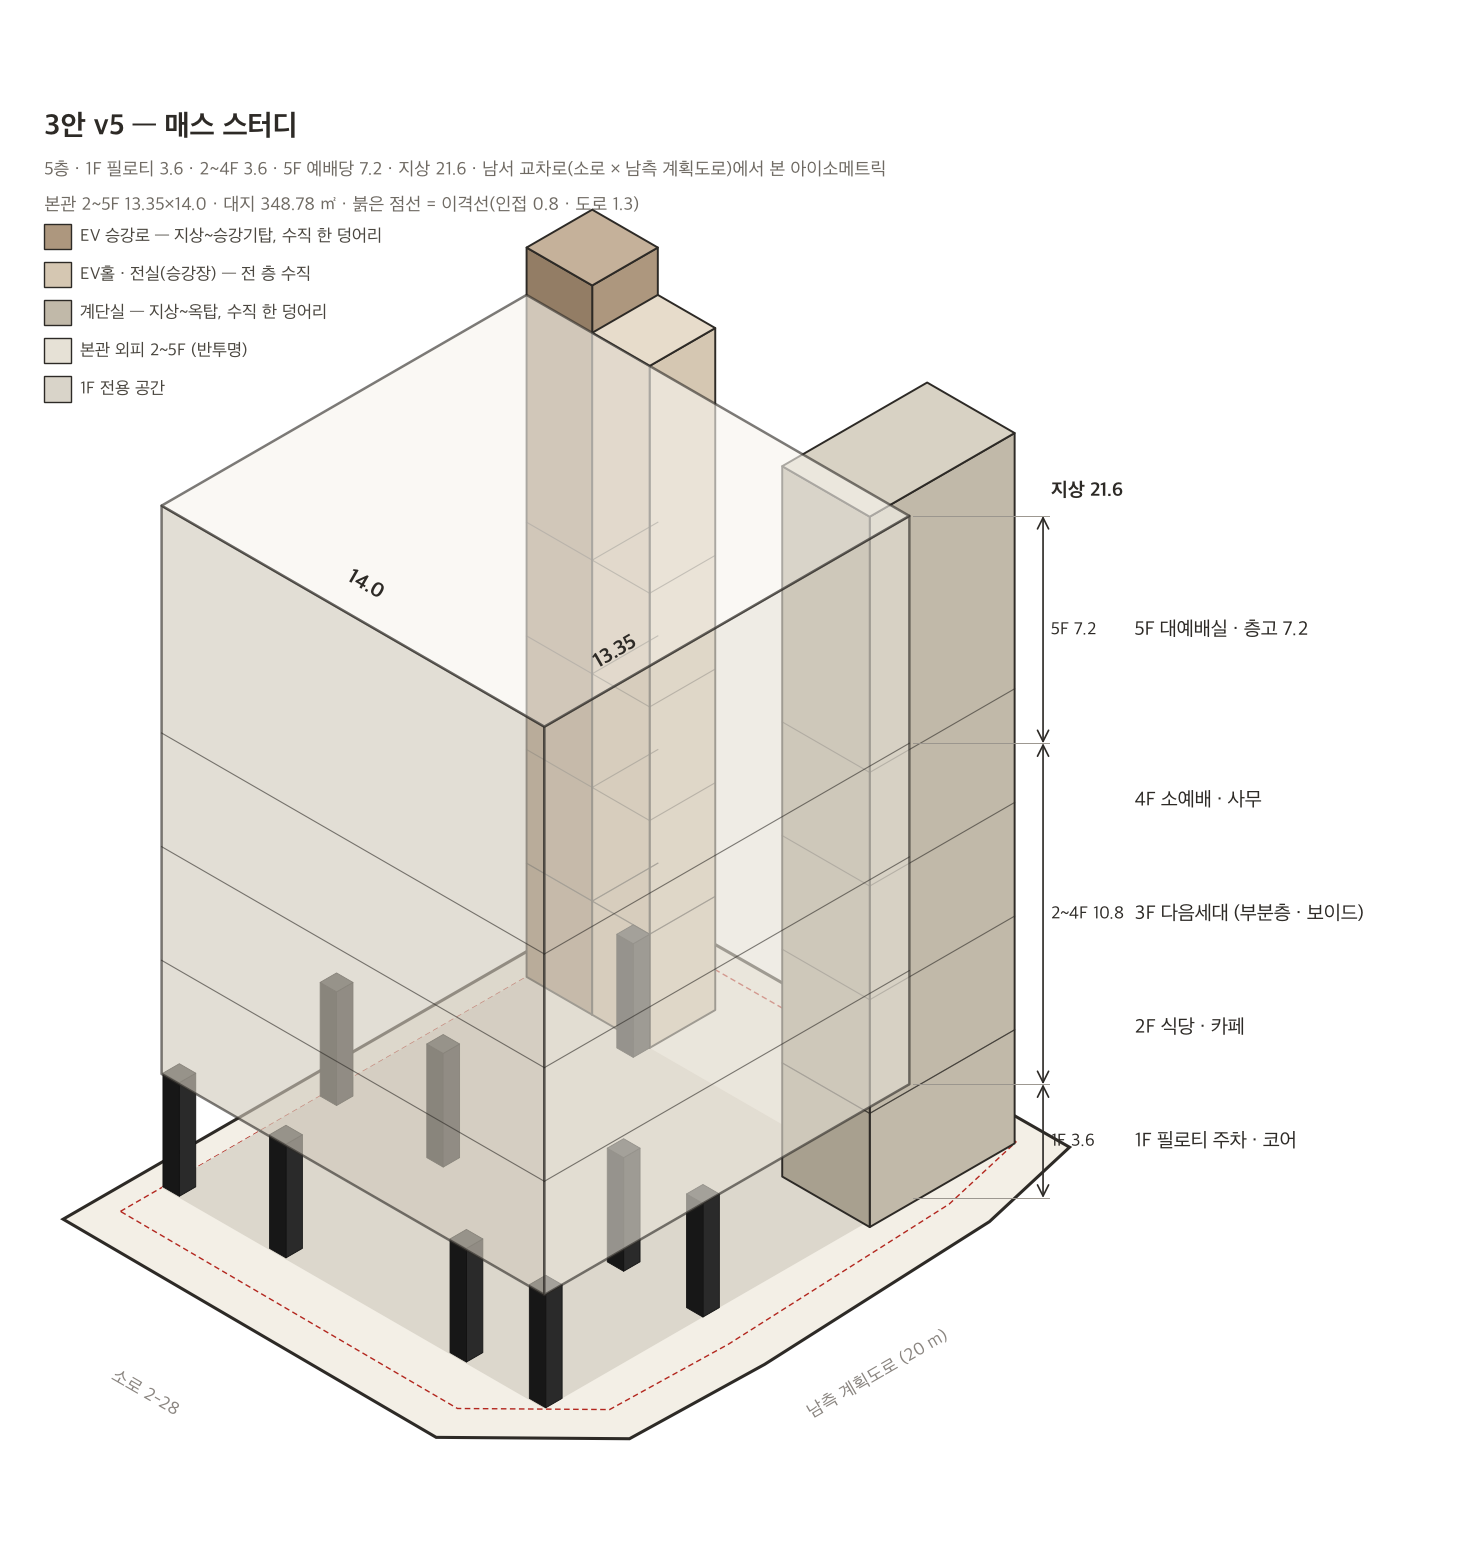 3안 v5 — 매스 스터디
5층 · 1F 필로티 3.6 · 2~4F 3.6 · 5F 예배당 7.2 · 지상 21.6 · 남서 교차로(소로 × 남측 계획도로)에서 본 아이소메트릭
본관 2~5F 13.35×14.0 · 대지 348.78 ㎡ · 붉은 점선 = 이격선(인접 0.8 · 도로 1.3)
EV 승강로 — 지상~승강기탑, 수직 한 덩어리
EV홀 · 전실(승강장) — 전 층 수직
계단실 — 지상~옥탑, 수직 한 덩어리
본관 외피 2~5F (반투명)
1F 전용 공간
지상 21.6
14.0
13.35
5F 7.2
5F 대예배실 · 층고 7.2
4F 소예배 · 사무
2~4F 10.8
3F 다음세대 (부분층 · 보이드)
2F 식당 · 카페
1F 3.6
1F 필로티 주차 · 코어
소로 2-28
남측 계획도로 (20 m)